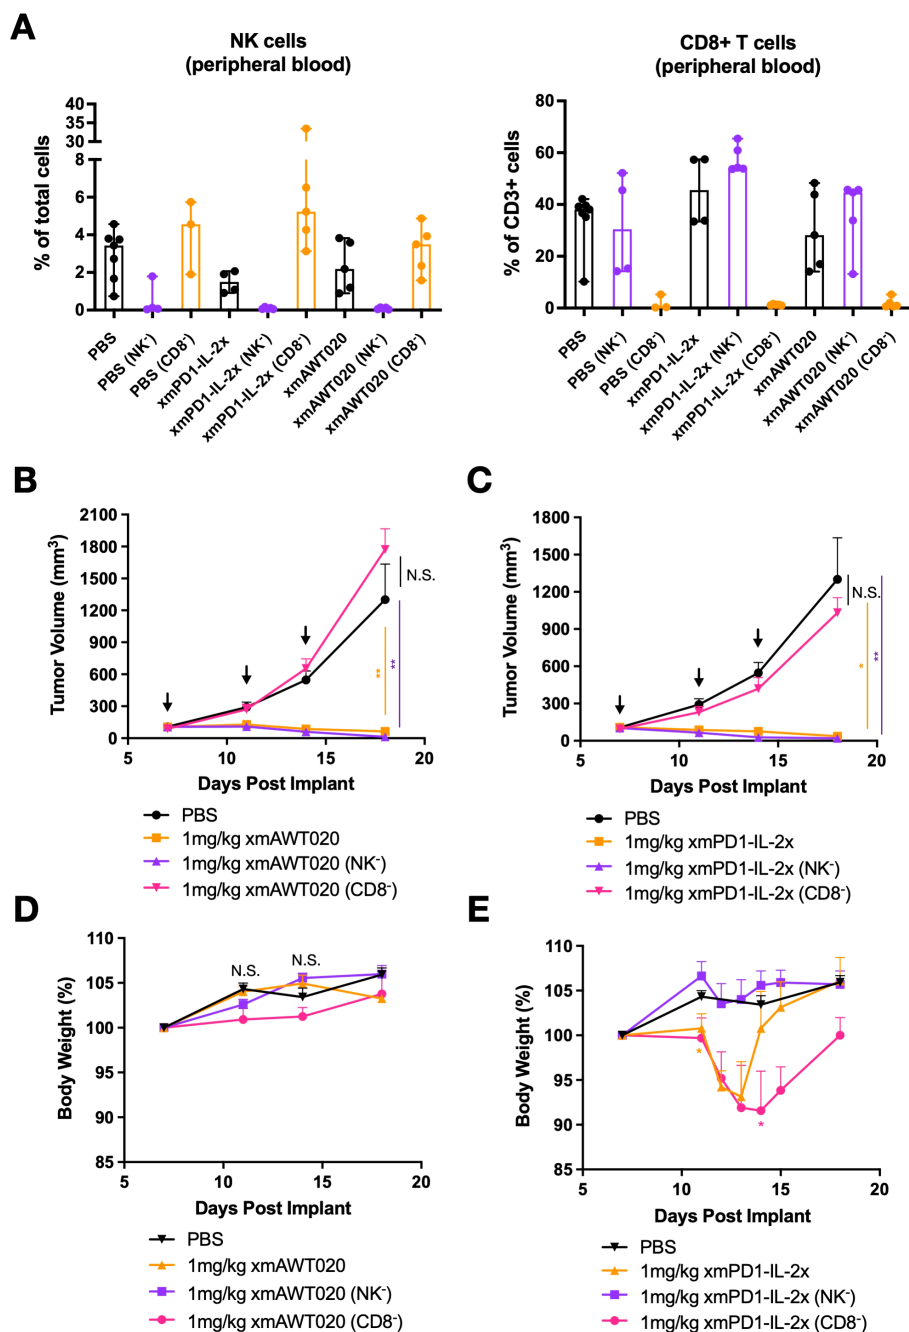 A
NK cells
(peripheral blood)
% of total cells
40
35
30
8
6
4
2
0
PBS
PBS (NK-)
PBS (CD8-)
xmPD1-IL-2x
xmPD1-IL-2x (NK-)
xmPD1-IL-2x (CD8-)
xmAWT020
xmAWT020 (NK-)
xmAWT020 (CD8-)
CD8+ T cells
(peripheral blood)
% of CD3+ cells
80
60
40
20
0
PBS
PBS (NK-)
PBS (CD8-)
xmPD1-IL-2x
xmPD1-IL-2x (NK-)
xmPD1-IL-2x (CD8-)
xmAWT020
xmAWT020 (NK-)
xmAWT020 (CD8-)
B
Tumor Volume (mm³)
2100
1800
1500
1200
900
600
300
0
N.S.
**
**
5 10 15 20
Days Post Implant
PBS
1mg/kg xmAWT020
1mg/kg xmAWT020 (NK-)
1mg/kg xmAWT020 (CD8-)
C
Tumor Volume (mm³)
1800
1500
1200
900
600
300
0
N.S.
*
**
5 10 15 20
Days Post Implant
PBS
1mg/kg xmPD1-IL-2x
1mg/kg xmPD1-IL-2x (NK-)
1mg/kg xmPD1-IL-2x (CD8-)
D
Body Weight (%)
110
105
100
95
90
85
N.S. N.S.
5 10 15 20
Days Post Implant
PBS
1mg/kg xmAWT020
1mg/kg xmAWT020 (NK-)
1mg/kg xmAWT020 (CD8-)
E
Body Weight (%)
110
105
100
95
90
85
*
*
5 10 15 20
Days Post Implant
PBS
1mg/kg xmPD1-IL-2x
1mg/kg xmPD1-IL-2x (NK-)
1mg/kg xmPD1-IL-2x (CD8-)